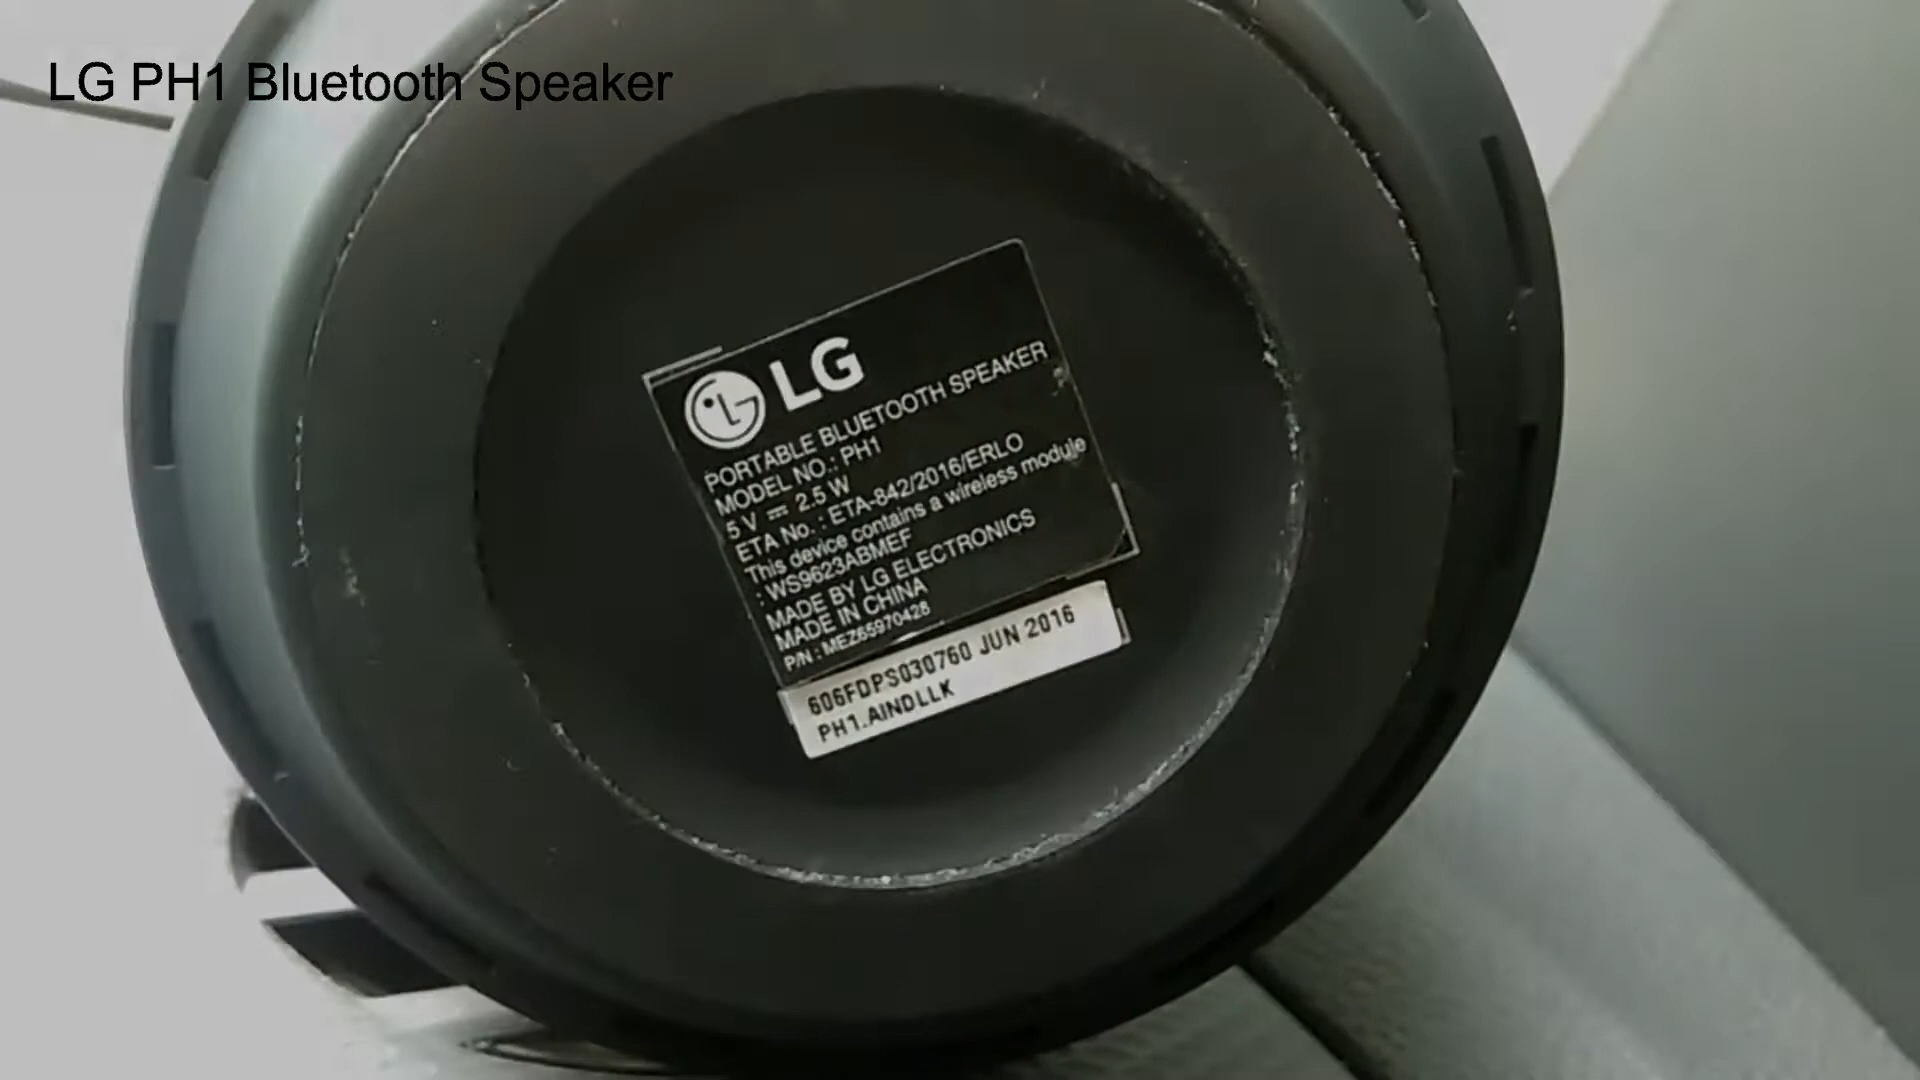 LG PH1 Bluetooth Speaker
LG
PORTABLE BLUETOOTH SPEAKER
MODEL NO.: PH1
5 V ⎓ 2.5 W
ETA No. : ETA-842/2016/ERLO
This device contains a wireless module
: WS9623ABMEF
MADE BY LG ELECTRONICS
MADE IN CHINA
P/N : MEZ65970428
606FDPS030760 JUN 2016
PH1.AINDLLK